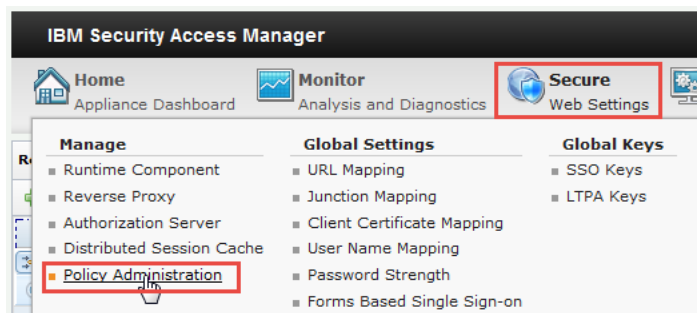 IBM Security Access Manager
Home
Appliance Dashboard
Monitor
Analysis and Diagnostics
Secure
Web Settings
Manage
Runtime Component
Reverse Proxy
Authorization Server
Distributed Session Cache
Policy Administration
Global Settings
URL Mapping
Junction Mapping
Client Certificate Mapping
User Name Mapping
Password Strength
Forms Based Single Sign-on
Global Keys
SSO Keys
LTPA Keys